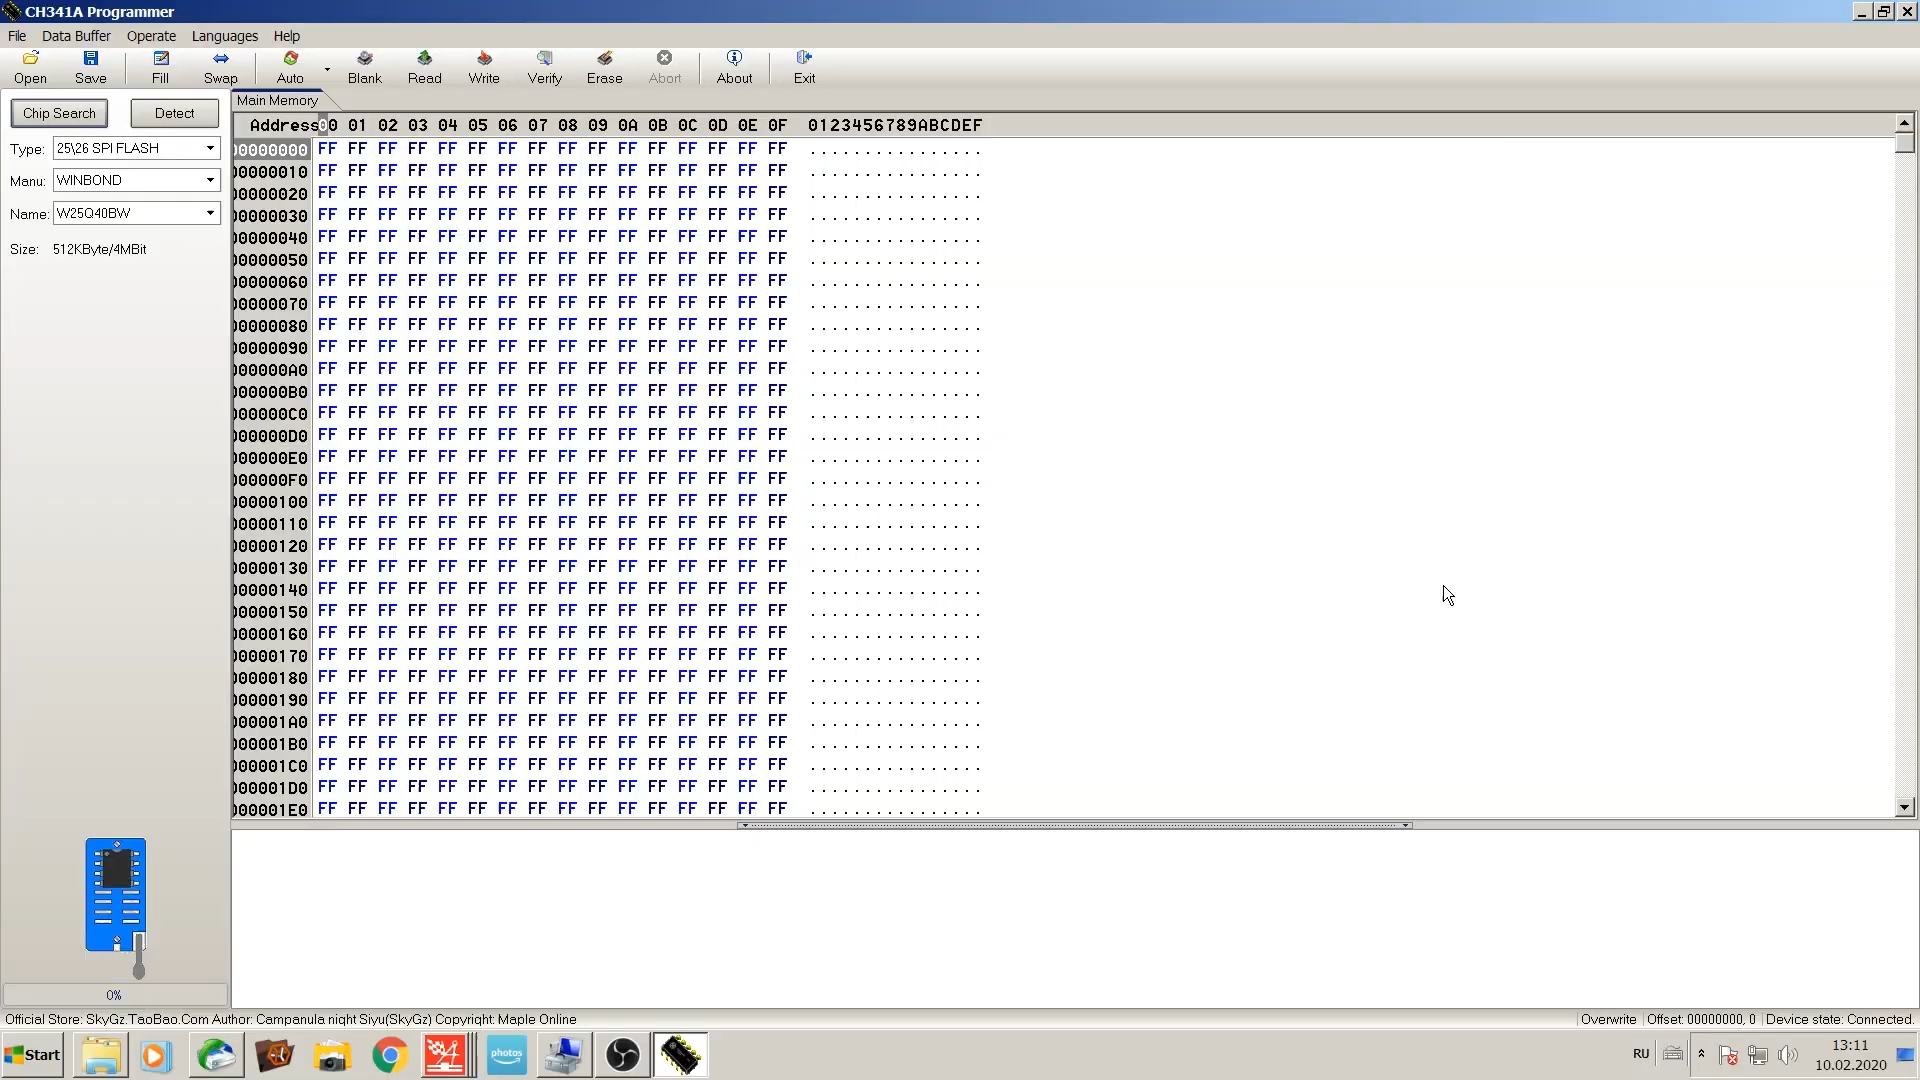 CH341A Programmer
File Data Buffer Operate Languages Help
Open Save Fill Swap Auto Blank Read Write Verify Erase Abort About Exit
Chip Search Detect
Type: 25\26 SPI FLASH
Manu: WINBOND
Name: W25Q40BW
Size: 512KByte/4MBit
Main Memory
Address 00 01 02 03 04 05 06 07 08 09 0A 0B 0C 0D 0E 0F 0123456789ABCDEF
00000000 FF FF FF FF FF FF FF FF FF FF FF FF FF FF FF FF ................
00000010 FF FF FF FF FF FF FF FF FF FF FF FF FF FF FF FF ................
00000020 FF FF FF FF FF FF FF FF FF FF FF FF FF FF FF FF ................
00000030 FF FF FF FF FF FF FF FF FF FF FF FF FF FF FF FF ................
00000040 FF FF FF FF FF FF FF FF FF FF FF FF FF FF FF FF ................
00000050 FF FF FF FF FF FF FF FF FF FF FF FF FF FF FF FF ................
00000060 FF FF FF FF FF FF FF FF FF FF FF FF FF FF FF FF ................
00000070 FF FF FF FF FF FF FF FF FF FF FF FF FF FF FF FF ................
00000080 FF FF FF FF FF FF FF FF FF FF FF FF FF FF FF FF ................
00000090 FF FF FF FF FF FF FF FF FF FF FF FF FF FF FF FF ................
000000A0 FF FF FF FF FF FF FF FF FF FF FF FF FF FF FF FF ................
000000B0 FF FF FF FF FF FF FF FF FF FF FF FF FF FF FF FF ................
000000C0 FF FF FF FF FF FF FF FF FF FF FF FF FF FF FF FF ................
000000D0 FF FF FF FF FF FF FF FF FF FF FF FF FF FF FF FF ................
000000E0 FF FF FF FF FF FF FF FF FF FF FF FF FF FF FF FF ................
000000F0 FF FF FF FF FF FF FF FF FF FF FF FF FF FF FF FF ................
00000100 FF FF FF FF FF FF FF FF FF FF FF FF FF FF FF FF ................
00000110 FF FF FF FF FF FF FF FF FF FF FF FF FF FF FF FF ................
00000120 FF FF FF FF FF FF FF FF FF FF FF FF FF FF FF FF ................
00000130 FF FF FF FF FF FF FF FF FF FF FF FF FF FF FF FF ................
00000140 FF FF FF FF FF FF FF FF FF FF FF FF FF FF FF FF ................
00000150 FF FF FF FF FF FF FF FF FF FF FF FF FF FF FF FF ................
00000160 FF FF FF FF FF FF FF FF FF FF FF FF FF FF FF FF ................
00000170 FF FF FF FF FF FF FF FF FF FF FF FF FF FF FF FF ................
00000180 FF FF FF FF FF FF FF FF FF FF FF FF FF FF FF FF ................
00000190 FF FF FF FF FF FF FF FF FF FF FF FF FF FF FF FF ................
000001A0 FF FF FF FF FF FF FF FF FF FF FF FF FF FF FF FF ................
000001B0 FF FF FF FF FF FF FF FF FF FF FF FF FF FF FF FF ................
000001C0 FF FF FF FF FF FF FF FF FF FF FF FF FF FF FF FF ................
000001D0 FF FF FF FF FF FF FF FF FF FF FF FF FF FF FF FF ................
000001E0 FF FF FF FF FF FF FF FF FF FF FF FF FF FF FF FF ................
0%
Official Store: SkyGz.TaoBao.Com Author: Campanula night Siyu(SkyGz) Copyright: Maple Online Overwrite Offset: 00000000, 0 Device state: Connected.
Start photos RU 13:11
10.02.2020